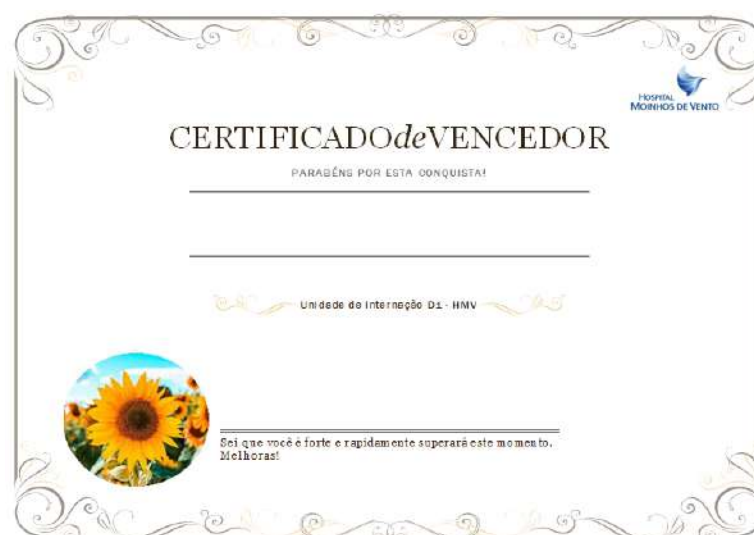 HOSPITAL
MOINHOS DE VENTO
CERTIFICADOdeVENCEDOR
PARABÉNS POR ESTA CONQUISTA!
Unidade de Internação D1 - HMV
Sei que você é forte e rapidamente superará este momento.
Melhoras!